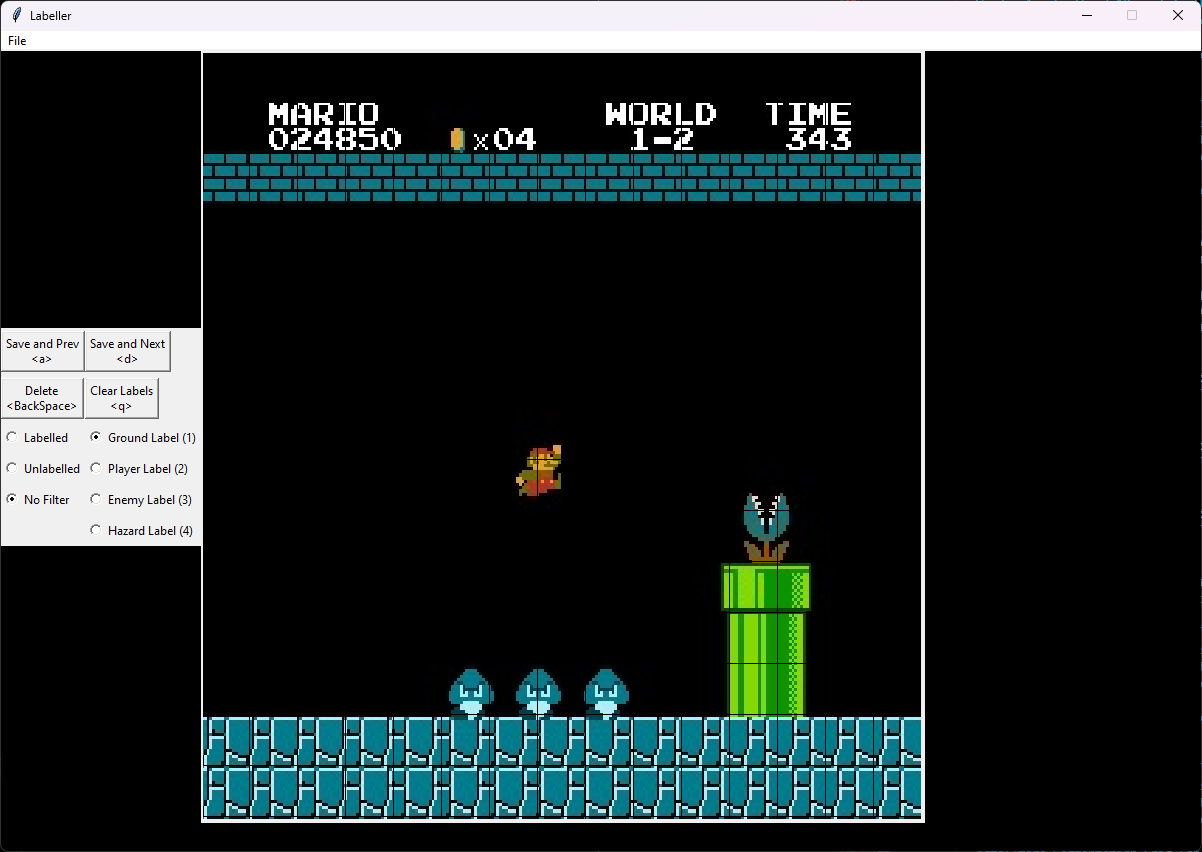 Labeller
File
MARIO WORLD TIME
024850 x04 1-2 343
Save and Prev
<a>
Save and Next
<d>
Delete
<BackSpace>
Clear Labels
<q>
Labelled Ground Label (1)
Unlabelled Player Label (2)
No Filter Enemy Label (3)
Hazard Label (4)